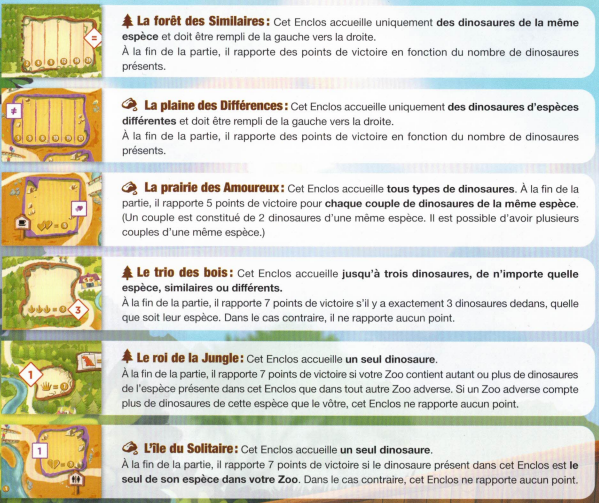 La forêt des Similaires : Cet Enclos accueille uniquement des dinosaures de la même
espèce et doit être rempli de la gauche vers la droite.
À la fin de la partie, il rapporte des points de victoire en fonction du nombre de dinosaures
présents.
La plaine des Différences : Cet Enclos accueille uniquement des dinosaures d'espèces
différentes et doit être rempli de la gauche vers la droite.
À la fin de la partie, il rapporte des points de victoire en fonction du nombre de dinosaures
présents.
La prairie des Amoureux : Cet Enclos accueille tous types de dinosaures. À la fin de la
partie, il rapporte 5 points de victoire pour chaque couple de dinosaures de la même espèce.
(Un couple est constitué de 2 dinosaures d'une même espèce. Il est possible d'avoir plusieurs
couples d'une même espèce.)
3
Le trio des bois : Cet Enclos accueille jusqu'à trois dinosaures, de n'importe quelle
espèce, similaires ou différents.
À la fin de la partie, il rapporte 7 points de victoire s'il y a exactement 3 dinosaures dedans, quelle
que soit leur espèce. Dans le cas contraire, il ne rapporte aucun point.
1
Le roi de la Jungle : Cet Enclos accueille un seul dinosaure.
À la fin de la partie, il rapporte 7 points de victoire si votre Zoo contient autant ou plus de dinosaures
de l'espèce présente dans cet Enclos que dans tout autre Zoo adverse. Si un Zoo adverse compte
plus de dinosaures de cette espèce que le vôtre, cet Enclos ne rapporte aucun point.
1
L'île du Solitaire : Cet Enclos accueille un seul dinosaure.
À la fin de la partie, il rapporte 7 points de victoire si le dinosaure présent dans cet Enclos est le
seul de son espèce dans votre Zoo. Dans le cas contraire, cet Enclos ne rapporte aucun point.